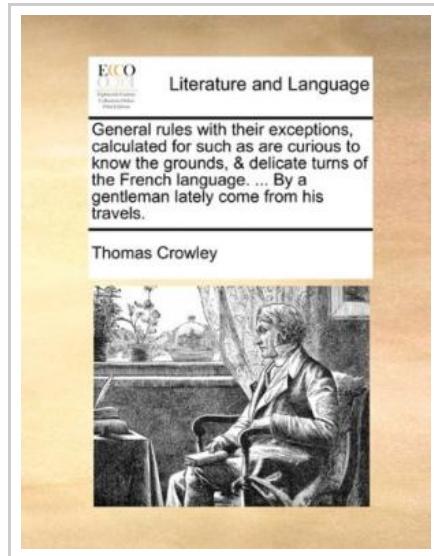 ECCO
Literature and Language
General rules with their exceptions,
calculated for such as are curious to
know the grounds, & delicate turns of
the French language. ... By a
gentleman lately come from his
travels.
Thomas Crowley